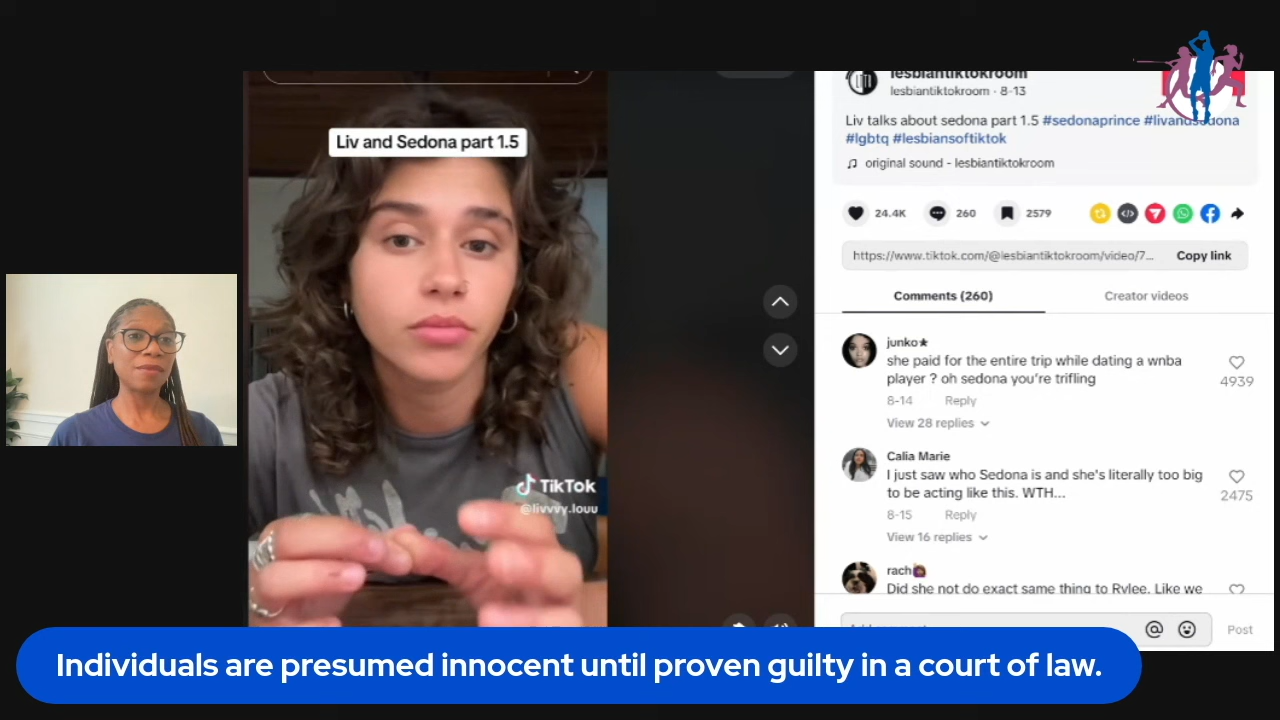 Liv and Sedona part 1.5
TikTok
@livvvy.louu
lesbiantiktokroom
lesbiantiktokroom · 8-13
Liv talks about sedona part 1.5 #sedonaprince #livandsedona
#lgbtq #lesbiansoftiktok
original sound - lesbiantiktokroom
24.4K
260
2579
https://www.tiktok.com/@lesbiantiktokroom/video/7...
Copy link
Comments (260)
Creator videos
junko★
she paid for the entire trip while dating a wnba
player ? oh sedona you're trifling
4939
8-14
Reply
View 28 replies
Calia Marie
I just saw who Sedona is and she's literally too big
to be acting like this. WTH...
2475
8-15
Reply
View 16 replies
rach
Did she not do exact same thing to Rylee. Like we
Post
Individuals are presumed innocent until proven guilty in a court of law.